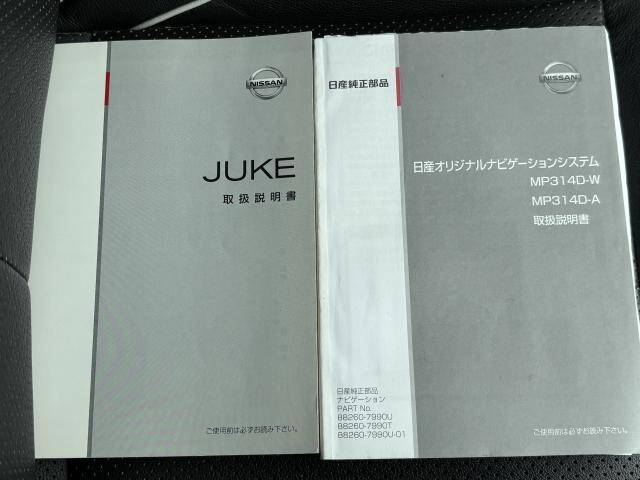 NISSAN
JUKE
取扱説明書
ご使用前は必ずお読み下さい。
日産純正部品
NISSAN
日産オリジナルナビゲーションシステム
MP314D-W
MP314D-A
取扱説明書
日産純正部品
ナビゲーション
PART No.
B8260-7990U
B8260-7990T
B8260-7990U-01
ご使用前は必ずお読み下さい。